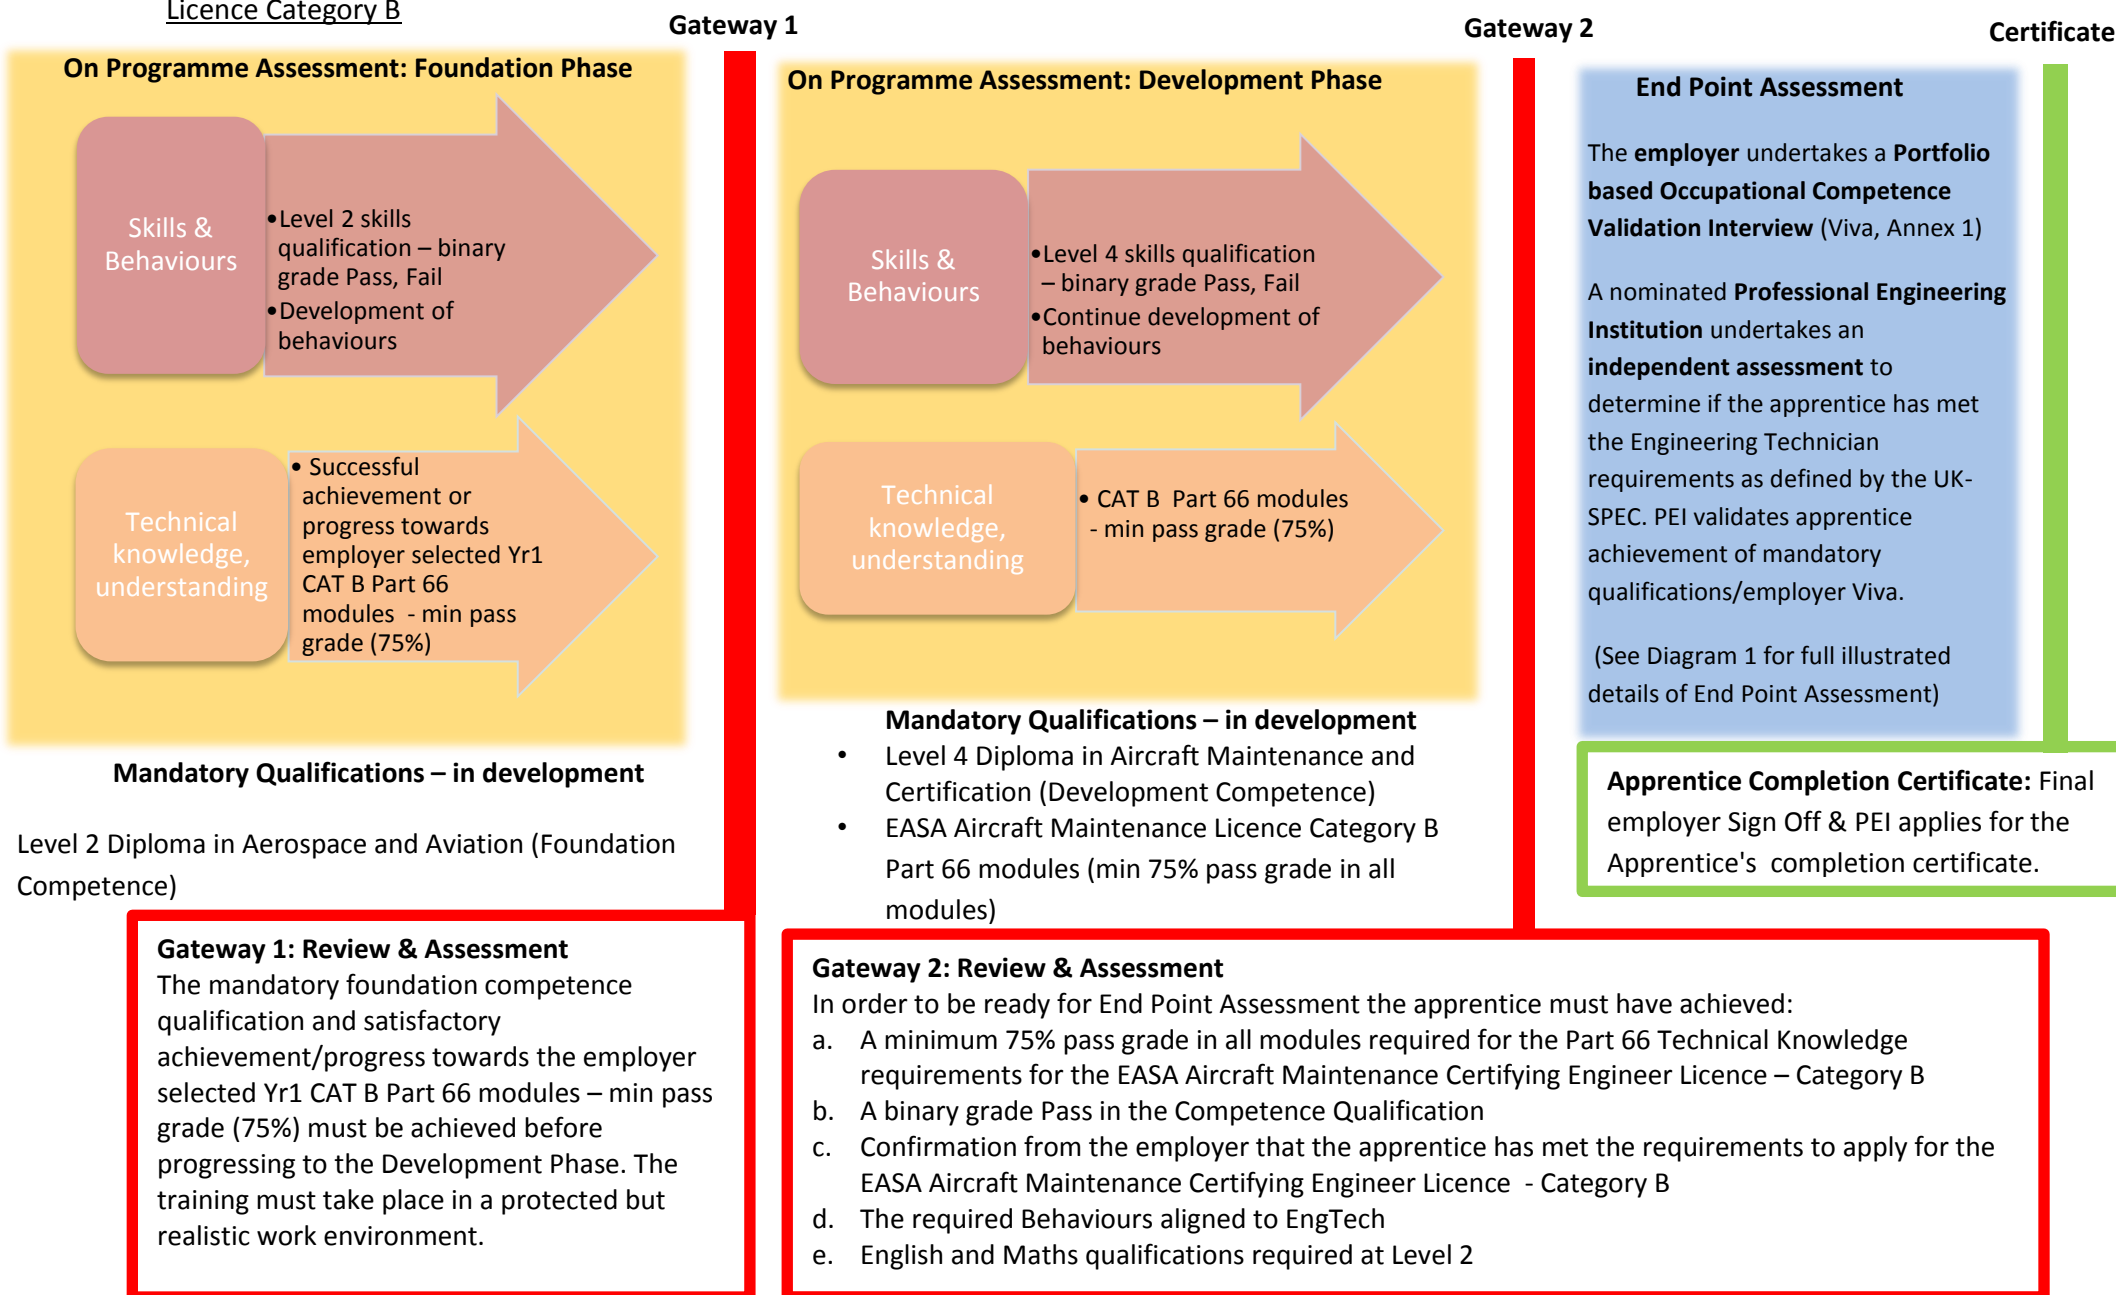 Licence Category B
Gateway 1
On Programme Assessment: Foundation Phase
Skills &
Behaviours
•Level 2 skills
qualification – binary
grade Pass, Fail
•Development of
behaviours
Technical
knowledge,
understanding
• Successful
achievement or
progress towards
employer selected Yr1
CAT B Part 66
modules - min pass
grade (75%)
Mandatory Qualifications – in development
Level 2 Diploma in Aerospace and Aviation (Foundation
Competence)
Gateway 1: Review & Assessment
The mandatory foundation competence
qualification and satisfactory
achievement/progress towards the employer
selected Yr1 CAT B Part 66 modules – min pass
grade (75%) must be achieved before
progressing to the Development Phase. The
training must take place in a protected but
realistic work environment.
Gateway 2
On Programme Assessment: Development Phase
Skills &
Behaviours
•Level 4 skills qualification
– binary grade Pass, Fail
•Continue development of
behaviours
Technical
knowledge,
understanding
• CAT B Part 66 modules
- min pass grade (75%)
Mandatory Qualifications – in development
• Level 4 Diploma in Aircraft Maintenance and
Certification (Development Competence)
• EASA Aircraft Maintenance Licence Category B
Part 66 modules (min 75% pass grade in all
modules)
Gateway 2: Review & Assessment
In order to be ready for End Point Assessment the apprentice must have achieved:
a. A minimum 75% pass grade in all modules required for the Part 66 Technical Knowledge
requirements for the EASA Aircraft Maintenance Certifying Engineer Licence – Category B
b. A binary grade Pass in the Competence Qualification
c. Confirmation from the employer that the apprentice has met the requirements to apply for the
EASA Aircraft Maintenance Certifying Engineer Licence - Category B
d. The required Behaviours aligned to EngTech
e. English and Maths qualifications required at Level 2
Certificate
End Point Assessment
The employer undertakes a Portfolio
based Occupational Competence
Validation Interview (Viva, Annex 1)
A nominated Professional Engineering
Institution undertakes an
independent assessment to
determine if the apprentice has met
the Engineering Technician
requirements as defined by the UK-
SPEC. PEI validates apprentice
achievement of mandatory
qualifications/employer Viva.
(See Diagram 1 for full illustrated
details of End Point Assessment)
Apprentice Completion Certificate: Final
employer Sign Off & PEI applies for the
Apprentice's completion certificate.